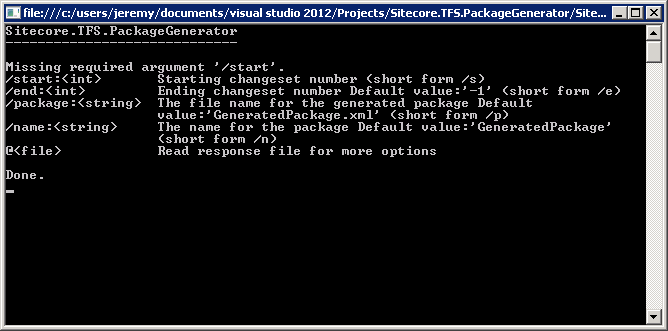 file:///c:/users/jeremy/documents/visual studio 2012/Projects/Sitecore.TFS.PackageGenerator/Site...
Sitecore.TFS.PackageGenerator
-----------------------------
Missing required argument '/start'.
/start:<int>       Starting changeset number (short form /s)
/end:<int>         Ending changeset number Default value:'-1' (short form /e)
/package:<string>  The file name for the generated package Default
                   value:'GeneratedPackage.xml' (short form /p)
/name:<string>     The name for the package Default value:'GeneratedPackage'
                   (short form /n)
@<file>            Read response file for more options
Done.